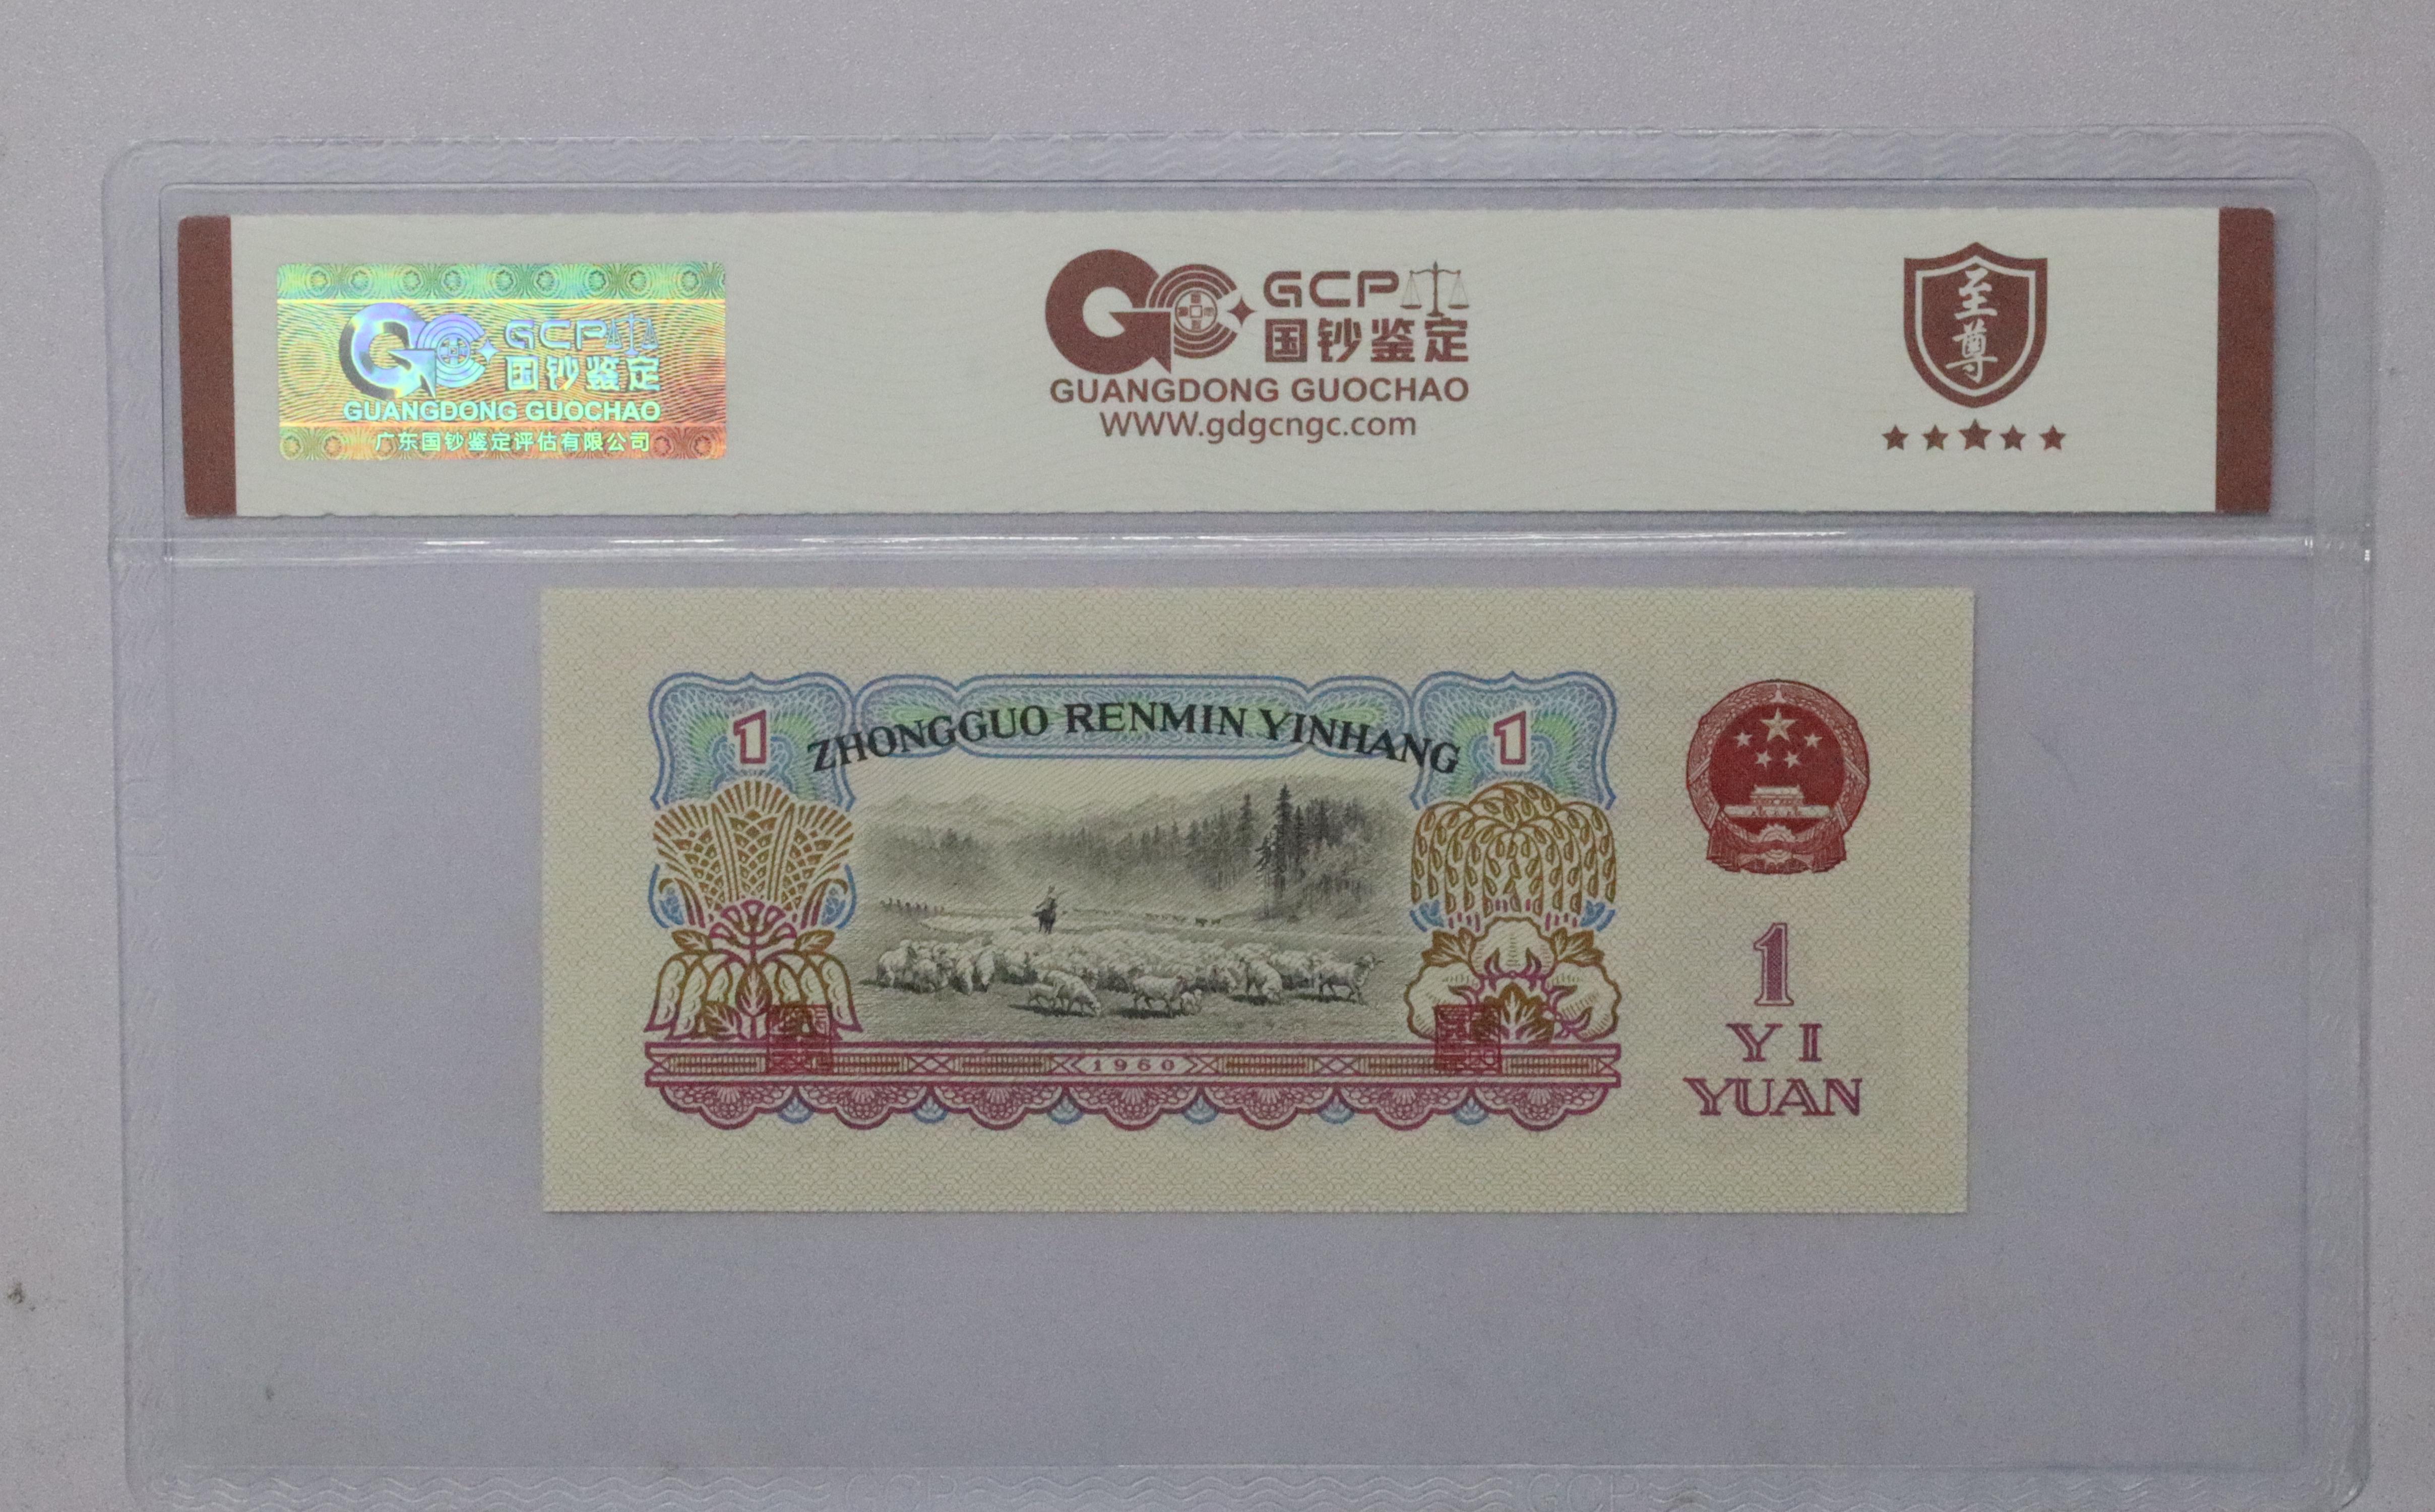 GCP
国钞鉴定
GUANGDONG GUOCHAO
广东国钞鉴定评估有限公司
GCP
国钞鉴定
GUANGDONG GUOCHAO
WWW.gdgcngc.com
至尊
1
ZHONGGUO RENMIN YINHANG
1
1960
1
YI
YUAN
GCP
GCP